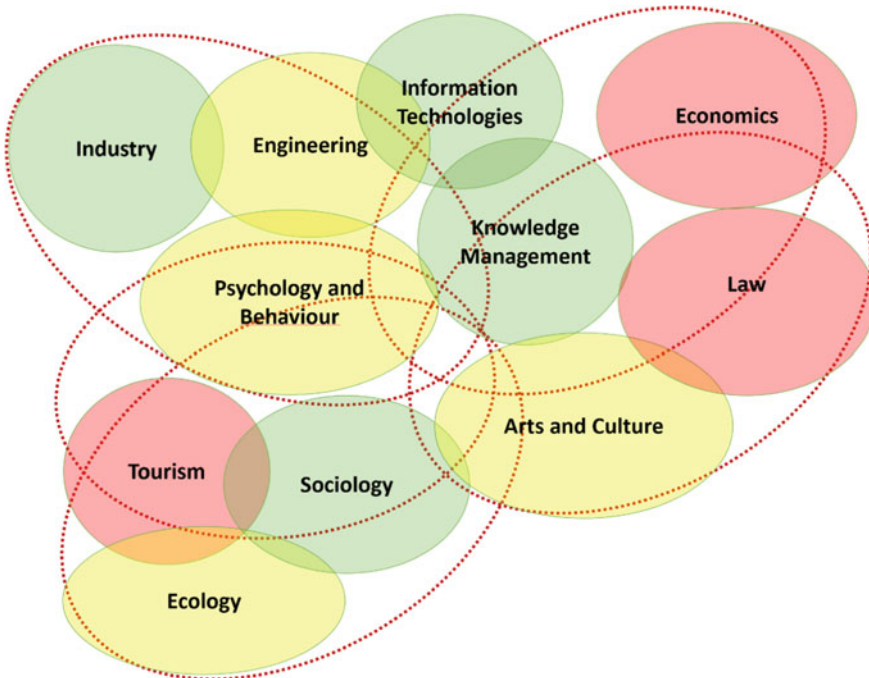 Information
Technologies
Economics
Industry
Engineering
Knowledge
Management
Psychology and
Behaviour
Law
Arts and Culture
Tourism
Sociology
Ecology